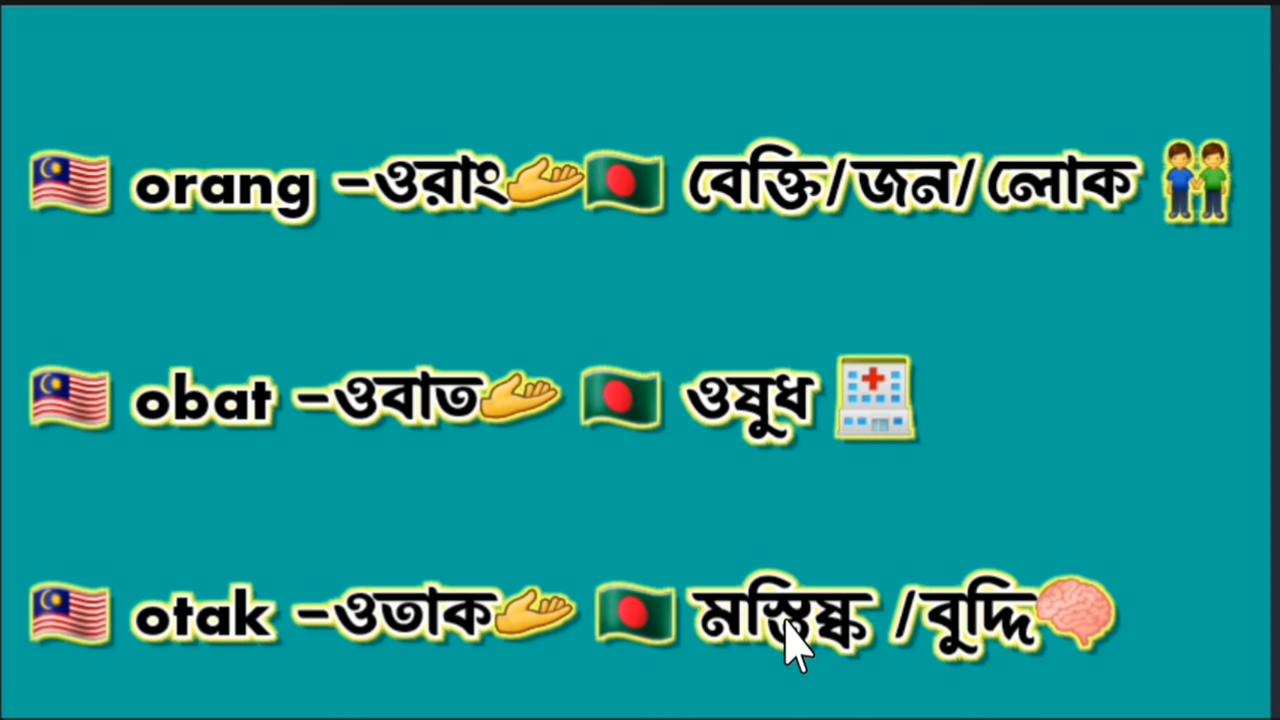 orang -ওরাং বেক্তি/জন/লোক
obat -ওবাত ওষুধ
otak -ওতাক মস্তিষ্ক /বুদ্দি